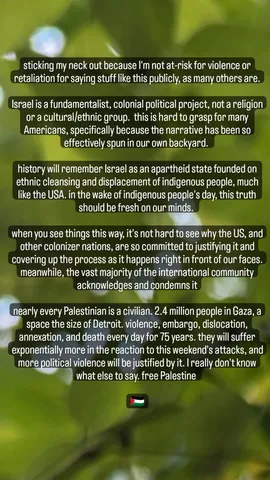 sticking my neck out because I'm not at-risk for violence or
retaliation for saying stuff like this publicly, as many others are.
Israel is a fundamentalist, colonial political project, not a religion
or a cultural/ethnic group. this is hard to grasp for many
Americans, specifically because the narrative has been so
effectively spun in our own backyard.
history will remember Israel as an apartheid state founded on
ethnic cleansing and displacement of indigenous people, much
like the USA. in the wake of indigenous people's day, this truth
should be fresh on our minds.
when you see things this way, it's not hard to see why the US, and
other colonizer nations, are so committed to justifying it and
covering up the process as it happens right in front of our faces.
meanwhile, the vast majority of the international community
acknowledges and condemns it
nearly every Palestinian is a civilian. 2.4 million people in Gaza, a
space the size of Detroit. violence, embargo, dislocation,
annexation, and death every day for 75 years. they will suffer
exponentially more in the reaction to this weekend's attacks, and
more political violence will be justified by it. I really don't know
what else to say. free Palestine
🇵🇸